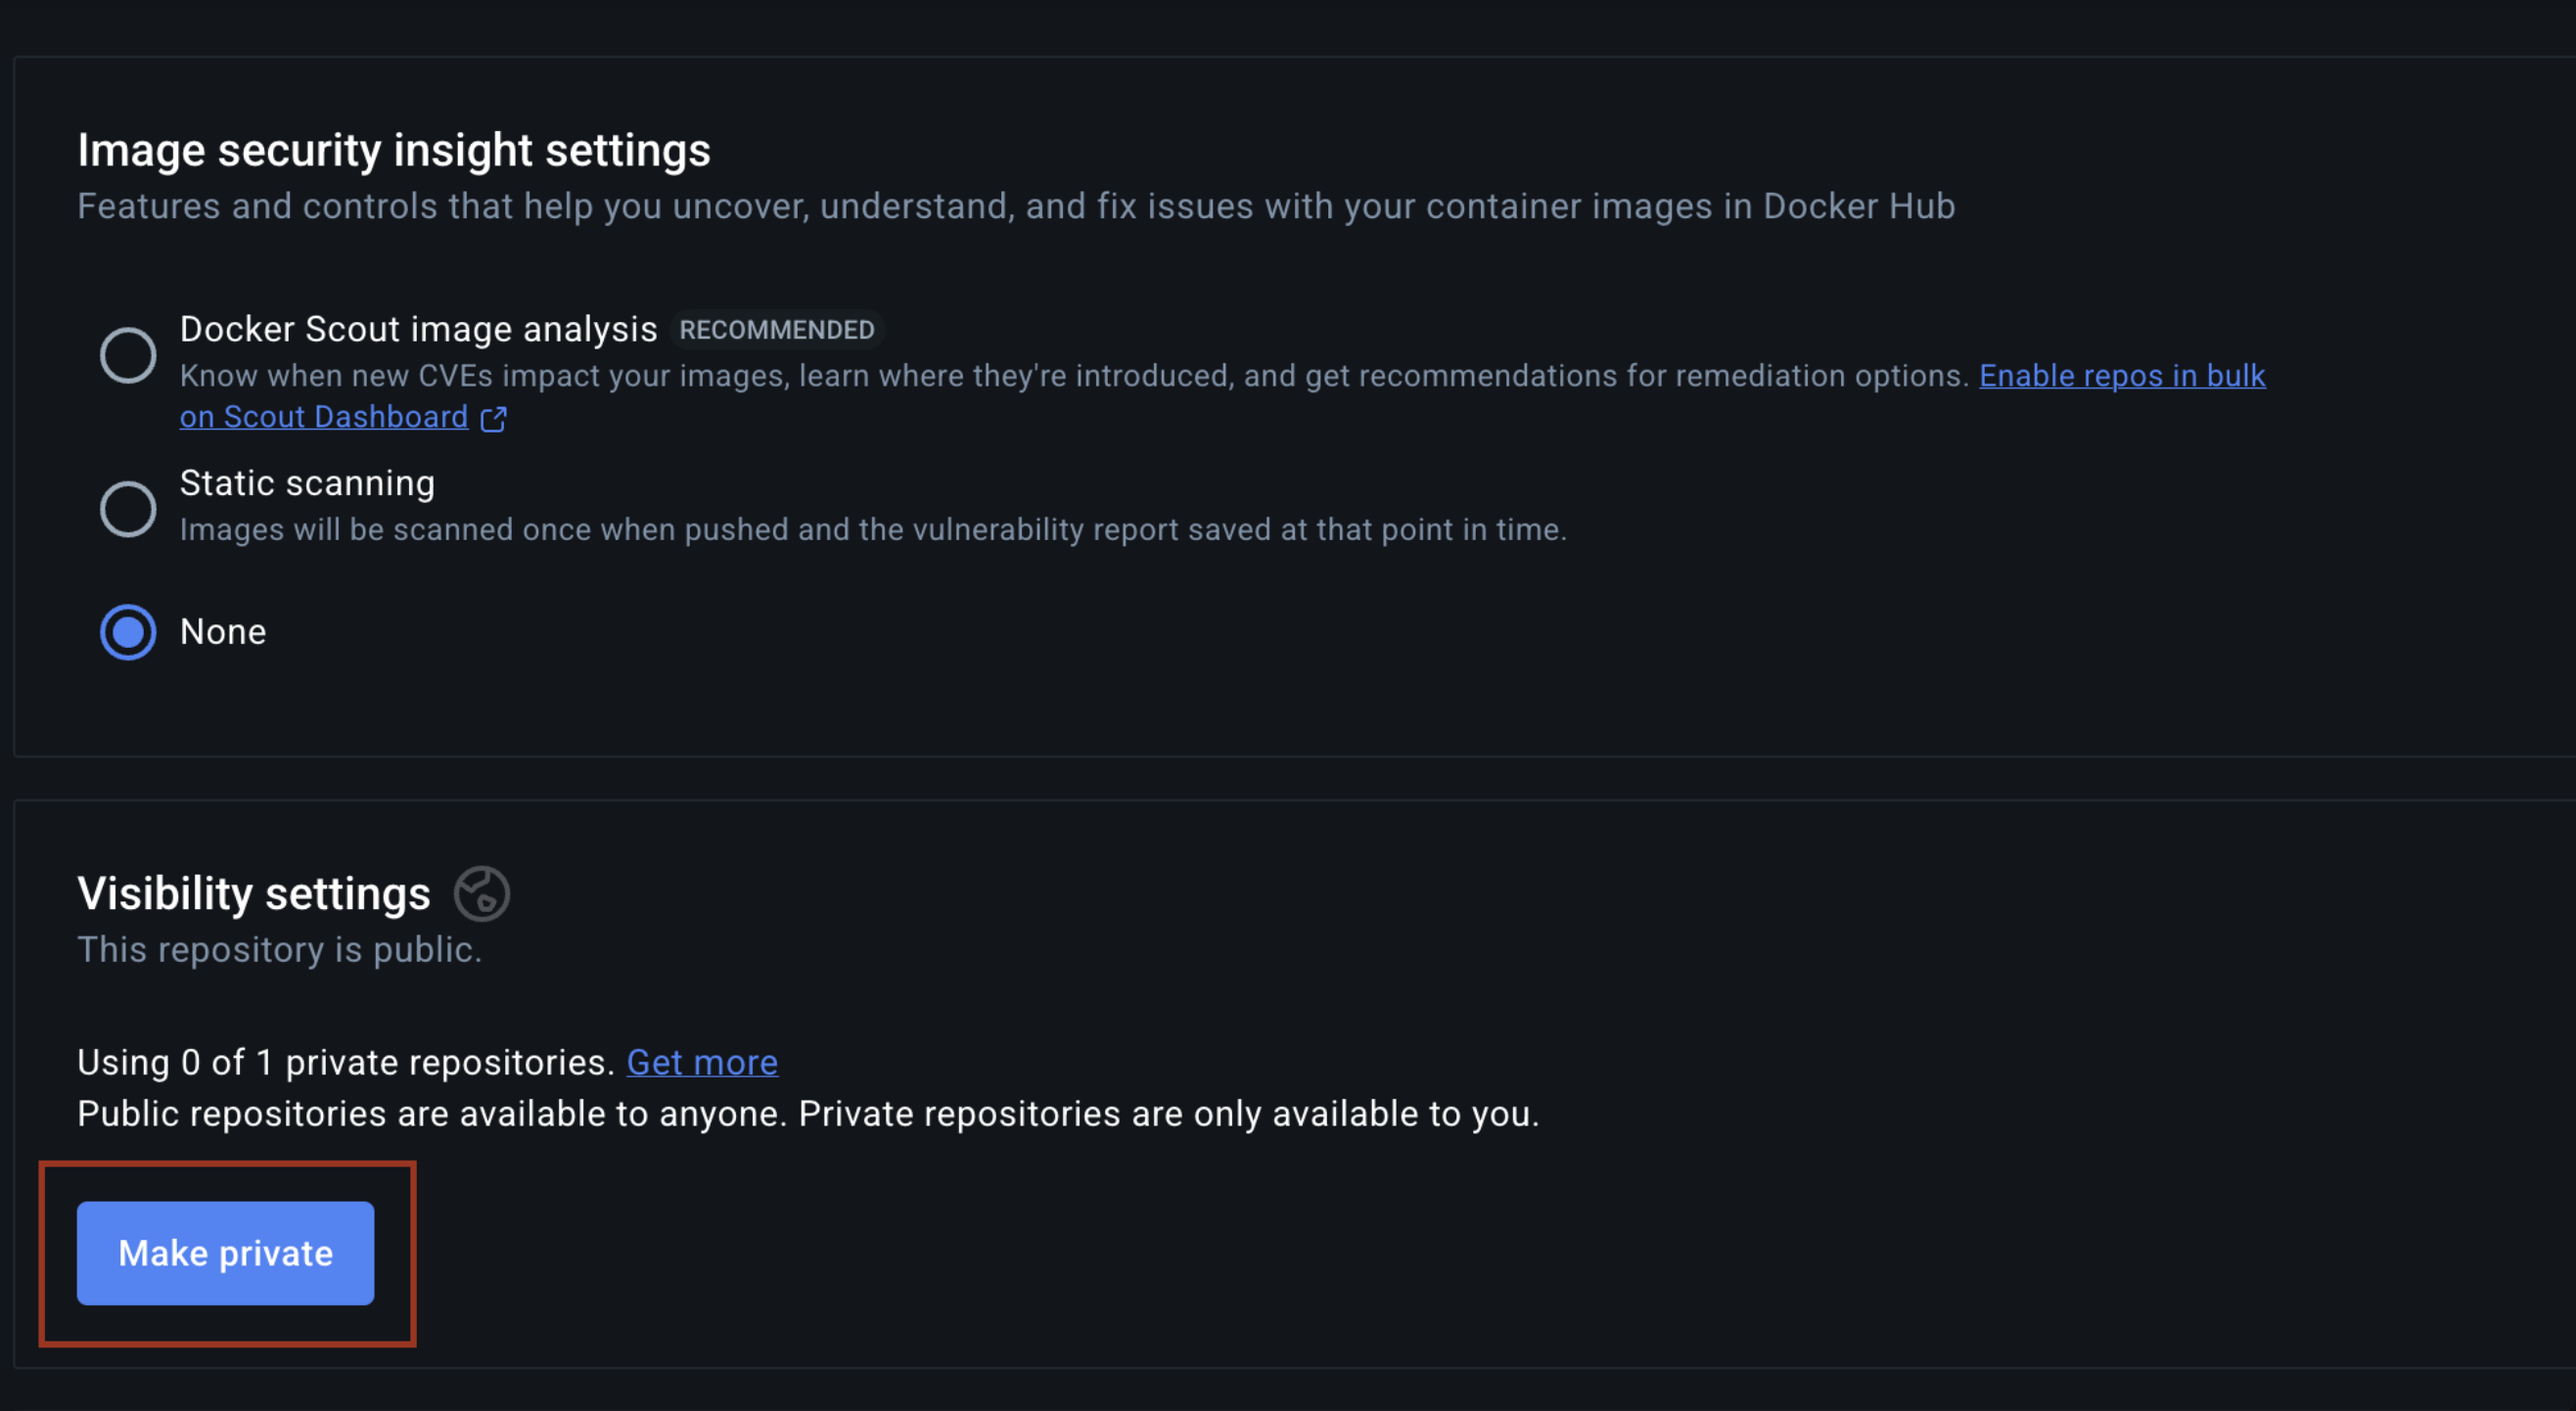 Image security insight settings
Features and controls that help you uncover, understand, and fix issues with your container images in Docker Hub
Docker Scout image analysis RECOMMENDED
Know when new CVEs impact your images, learn where they're introduced, and get recommendations for remediation options. Enable repos in bulk
on Scout Dashboard
Static scanning
Images will be scanned once when pushed and the vulnerability report saved at that point in time.
None
Visibility settings
This repository is public.
Using 0 of 1 private repositories. Get more
Public repositories are available to anyone. Private repositories are only available to you.
Make private